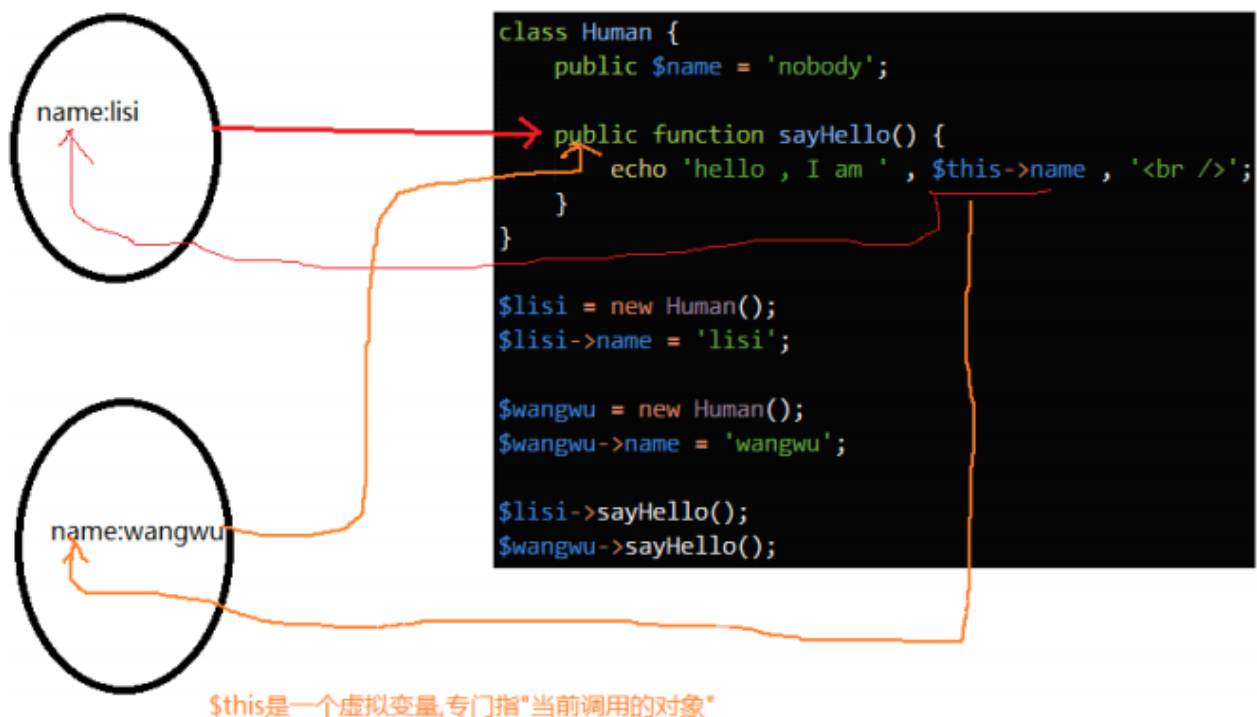 name:lisi
name:wangwu
class Human {
    public $name = 'nobody';
    public function sayHello() {
        echo 'hello , I am ' , $this->name , '<br />';
    }
}
$lisi = new Human();
$lisi->name = 'lisi';
$wangwu = new Human();
$wangwu->name = 'wangwu';
$lisi->sayHello();
$wangwu->sayHello();
$this是一个虚拟变量,专门指"当前调用的对象"